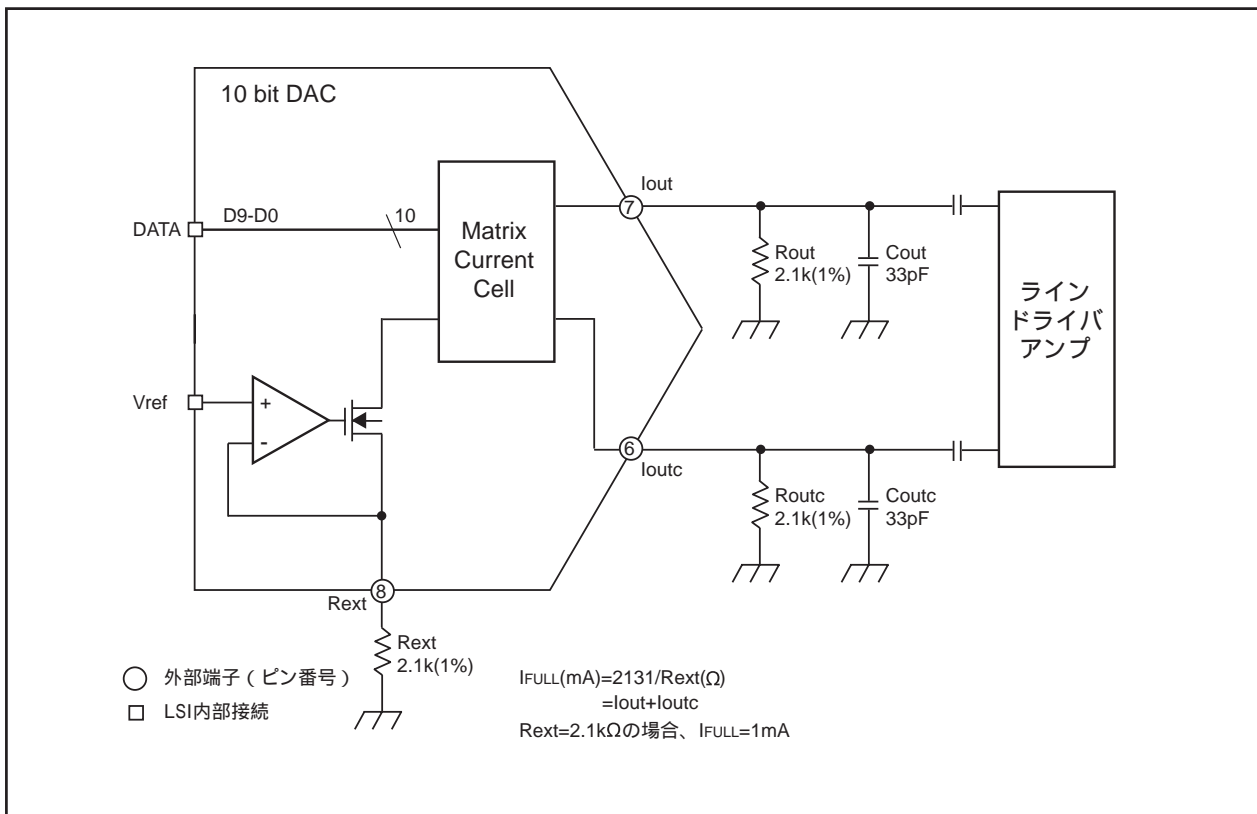 10 bit DAC
Iout
7
DATA
D9-D0
10
Matrix
Current
Cell
Rout
2.1k(1%)
Cout
33pF
ライン
ドライバ
アンプ
Vref
+
-
6
Ioutc
Routc
2.1k(1%)
Coutc
33pF
8
Rext
Rext
2.1k(1%)
外部端子(ピン番号)
LSI内部接続
IFULL(mA)=2131/Rext(Ω)
=Iout+Ioutc
Rext=2.1kΩの場合、IFULL=1mA